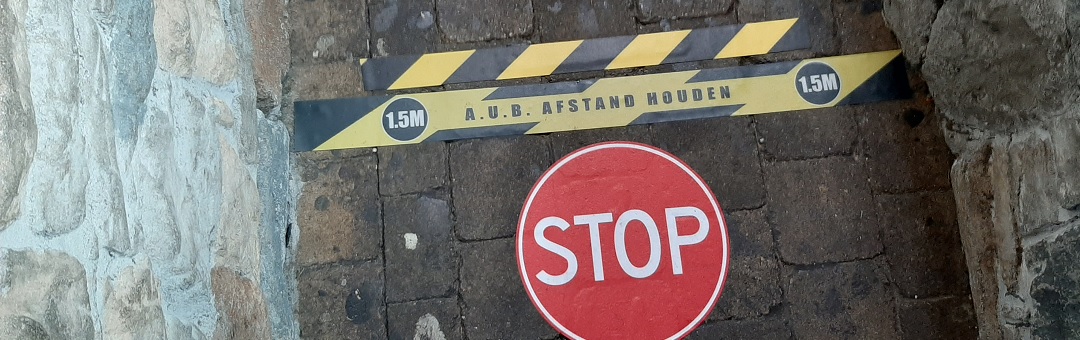 1.5M A.U.B. AFSTAND HOUDEN 1.5M
STOP